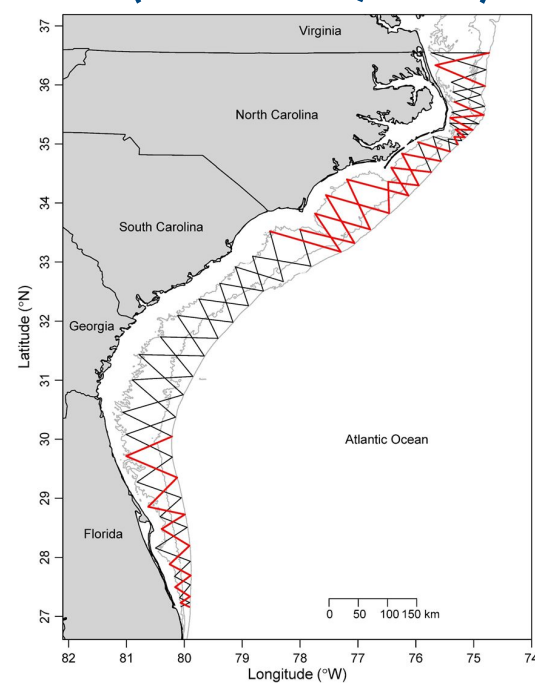 Virginia
North Carolina
South Carolina
Georgia
Florida
Atlantic Ocean
0 50 100 150 km
37
36
35
34
33
32
31
30
29
28
27
Latitude (°N)
82 81 80 79 78 77 76 75 74
Longitude (°W)